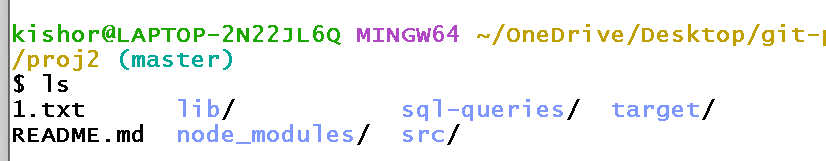 kishor@LAPTOP-2N22JL6Q MINGW64 ~/OneDrive/Desktop/git-
/proj2 (master)
$ ls
1.txt lib/ sql-queries/ target/
README.md node_modules/ src/